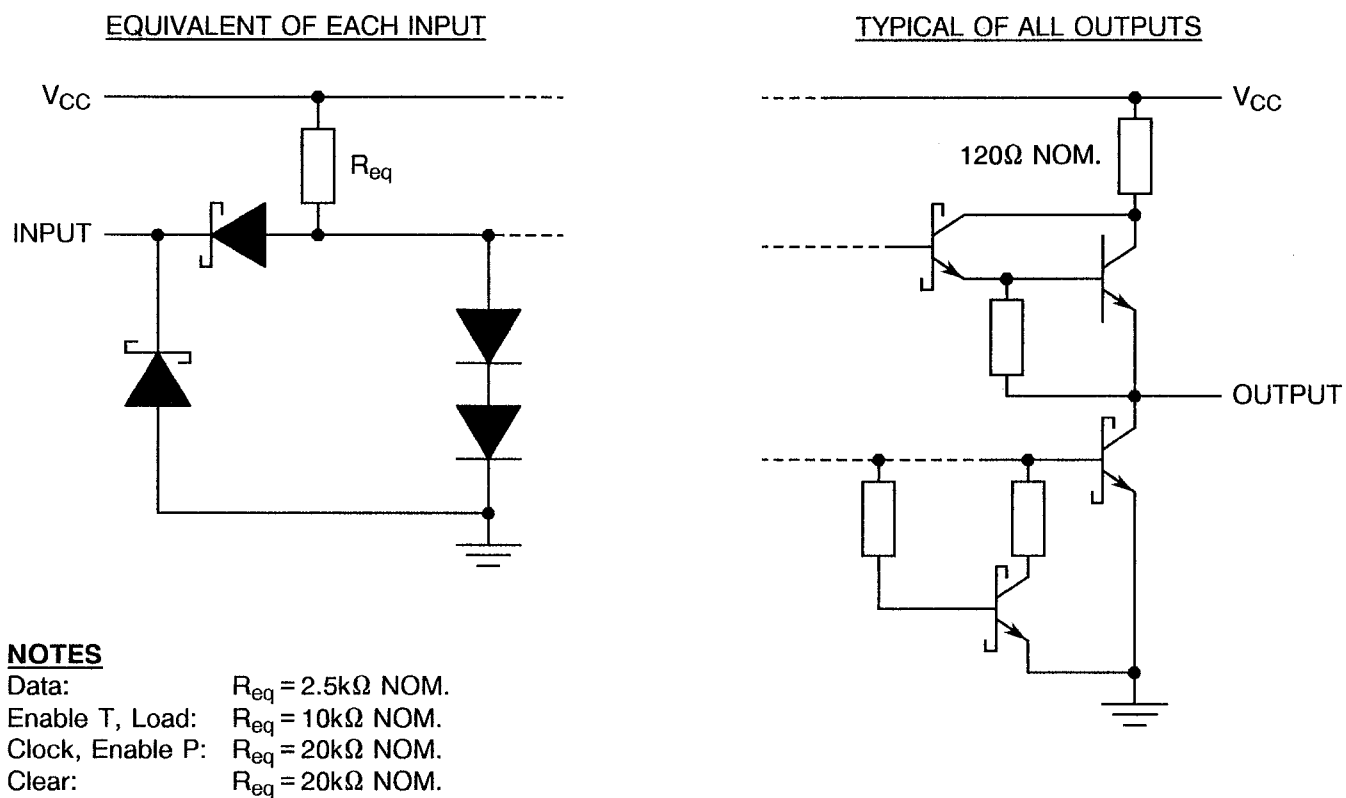 EQUIVALENT OF EACH INPUT
TYPICAL OF ALL OUTPUTS
VCC
VCC
Req
120Ω NOM.
INPUT
OUTPUT
NOTES
Data: Req = 2.5kΩ NOM.
Enable T, Load: Req = 10kΩ NOM.
Clock, Enable P: Req = 20kΩ NOM.
Clear: Req = 20kΩ NOM.